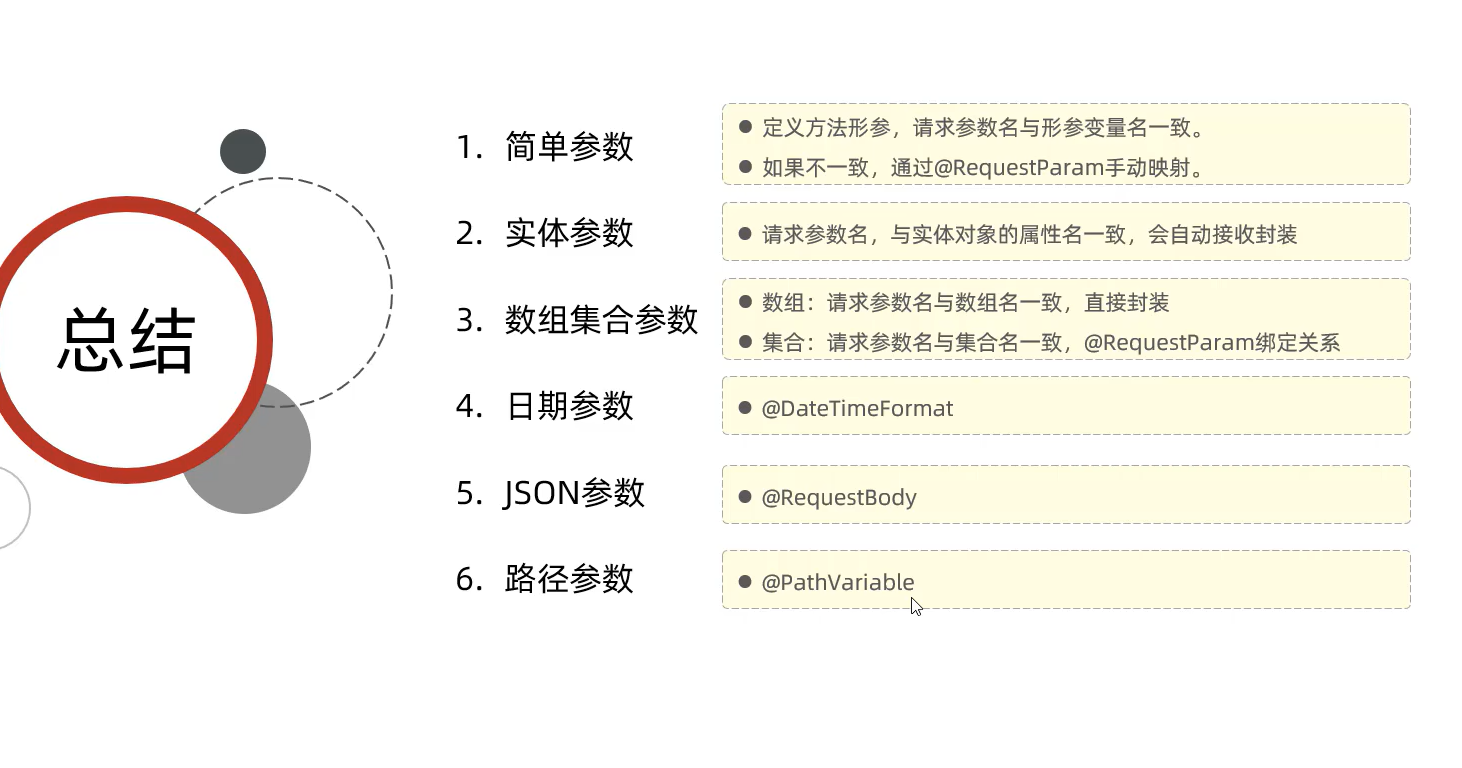 总结
1. 简单参数
● 定义方法形参，请求参数名与形参变量名一致。
● 如果不一致，通过@RequestParam手动映射。
2. 实体参数
● 请求参数名，与实体对象的属性名一致，会自动接收封装
3. 数组集合参数
● 数组：请求参数名与数组名一致，直接封装
● 集合：请求参数名与集合名一致，@RequestParam绑定关系
4. 日期参数
● @DateTimeFormat
5. JSON参数
● @RequestBody
6. 路径参数
● @PathVariable